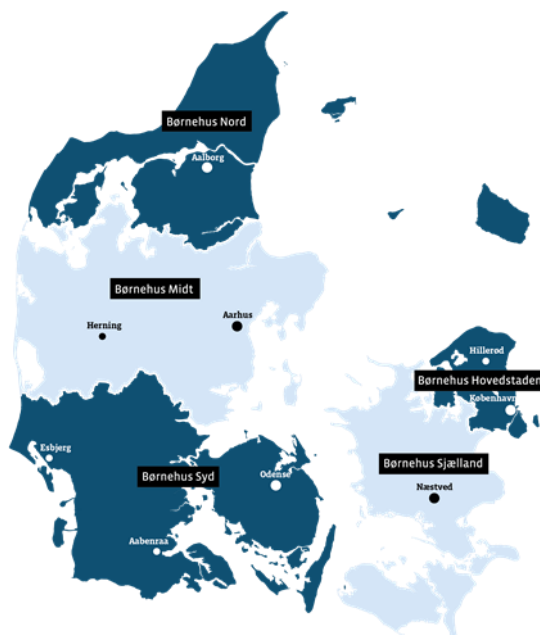 Børnehus Nord
Aalborg
Børnehus Midt
Aarhus
Herning
Hillerød
Børnehus Hovedstaden
København
Esbjerg
Børnehus Syd
Odense
Børnehus Sjælland
Næstved
Aabenraa